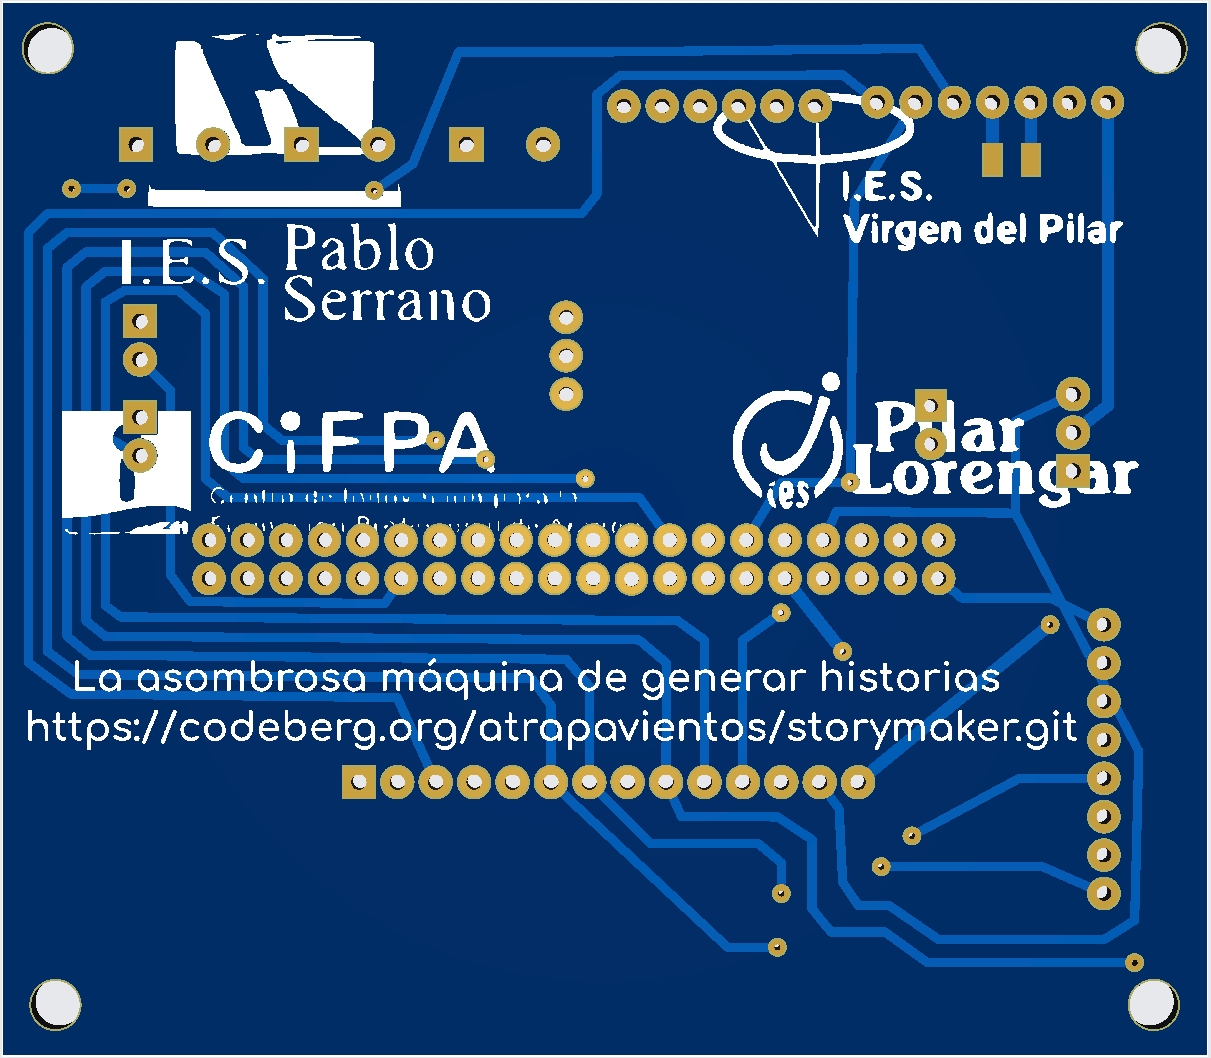 I.E.S.
Virgen del Pilar
I.E.S. Pablo
Serrano
CiFPA
Pilar
Lorengar
ies
La asombrosa máquina de generar historias
https://codeberg.org/atrapavientos/storymaker.git